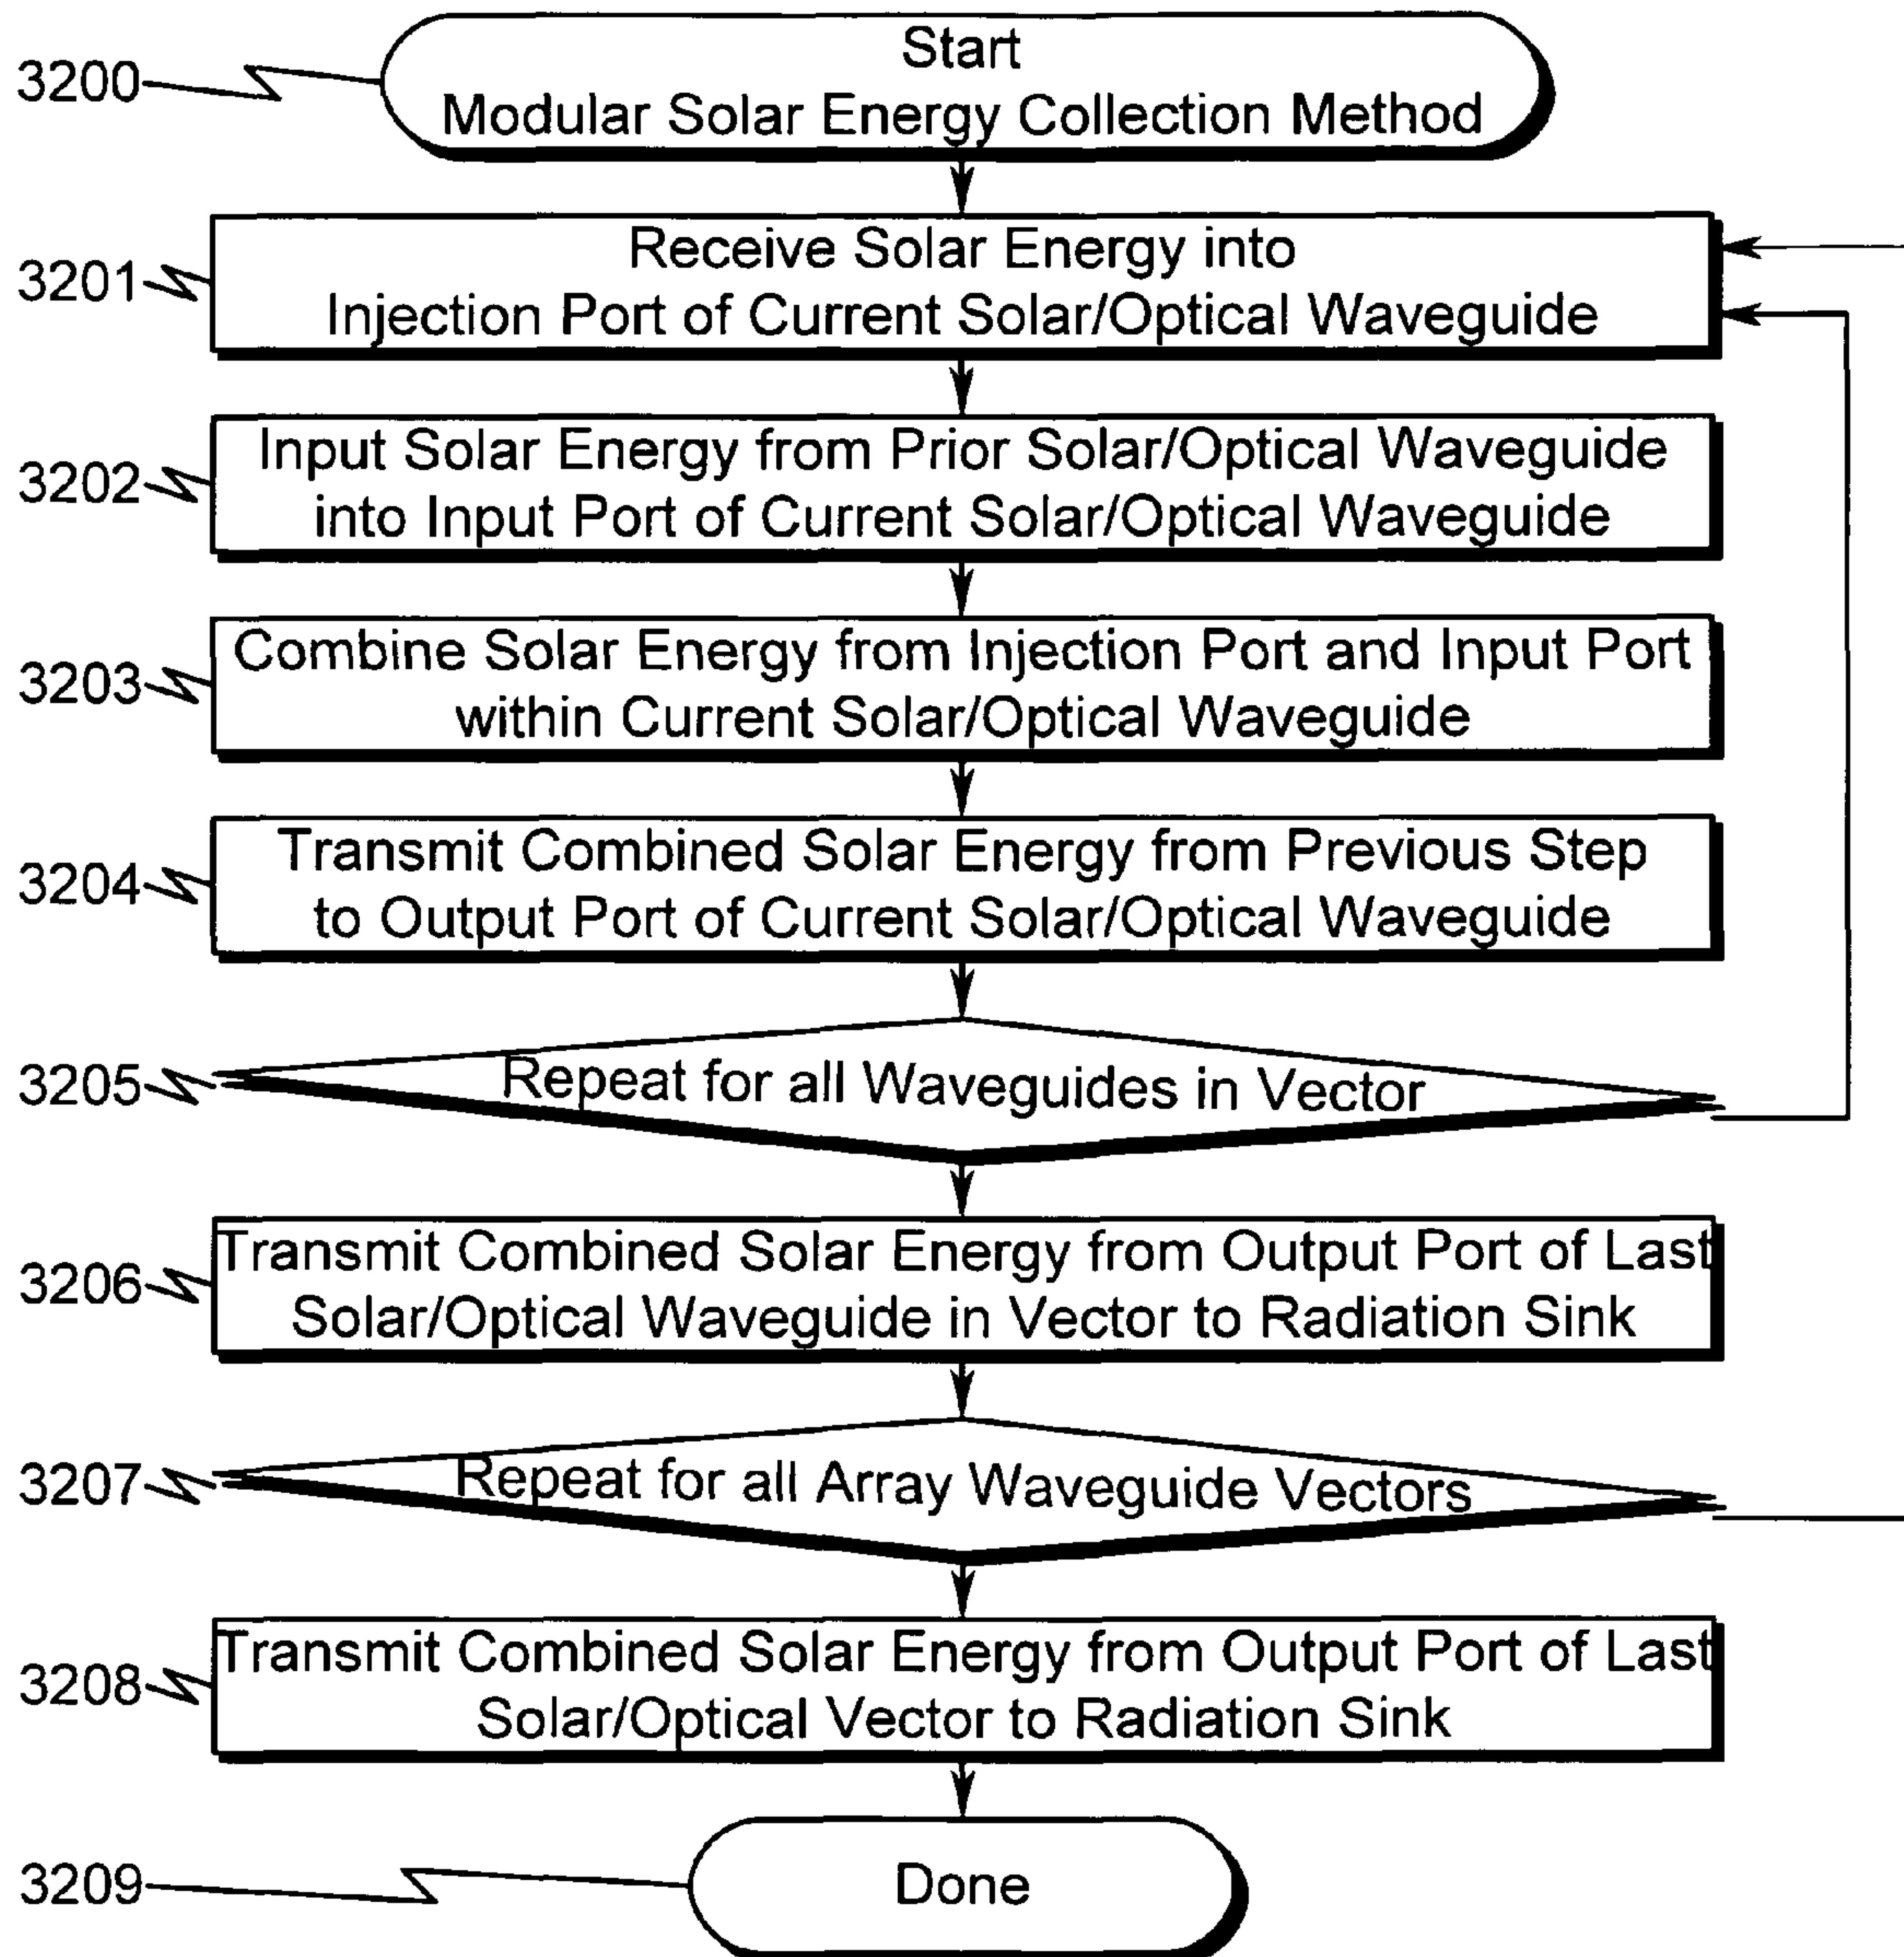 3200
Start
Modular Solar Energy Collection Method
3201
Receive Solar Energy into
Injection Port of Current Solar/Optical Waveguide
3202
Input Solar Energy from Prior Solar/Optical Waveguide
into Input Port of Current Solar/Optical Waveguide
3203
Combine Solar Energy from Injection Port and Input Port
within Current Solar/Optical Waveguide
3204
Transmit Combined Solar Energy from Previous Step
to Output Port of Current Solar/Optical Waveguide
3205
Repeat for all Waveguides in Vector
3206
Transmit Combined Solar Energy from Output Port of Last
Solar/Optical Waveguide in Vector to Radiation Sink
3207
Repeat for all Array Waveguide Vectors
3208
Transmit Combined Solar Energy from Output Port of Last
Solar/Optical Vector to Radiation Sink
3209
Done